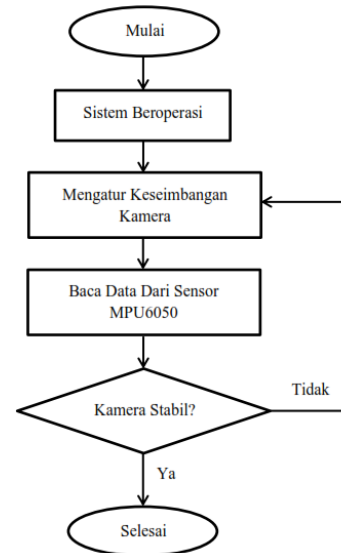 Mulai
Sistem Beroperasi
Mengatur Keseimbangan
Kamera
Baca Data Dari Sensor
MPU6050
Kamera Stabil?
Tidak
Ya
Selesai